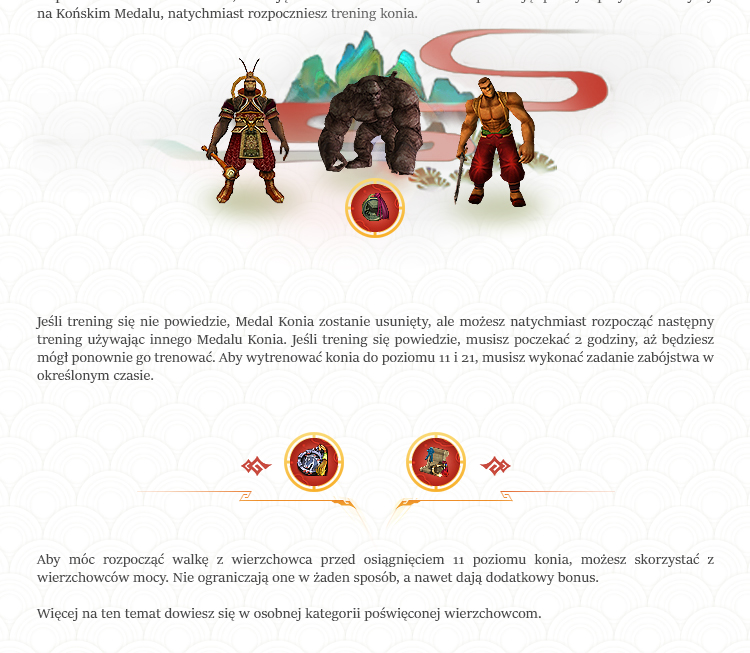 na Końskim Medalu, natychmiast rozpoczniesz trening konia.
Jeśli trening się nie powiedzie, Medal Konia zostanie usunięty, ale możesz natychmiast rozpocząć następny
trening używając innego Medalu Konia. Jeśli trening się powiedzie, musisz poczekać 2 godziny, aż będziesz
mógł ponownie go trenować. Aby wytrenować konia do poziomu 11 i 21, musisz wykonać zadanie zabójstwa w
określonym czasie.
Aby móc rozpocząć walkę z wierzchowca przed osiągnięciem 11 poziomu konia, możesz skorzystać z
wierzchowców mocy. Nie ograniczają one w żaden sposób, a nawet dają dodatkowy bonus.
Więcej na ten temat dowiesz się w osobnej kategorii poświęconej wierzchowcom.